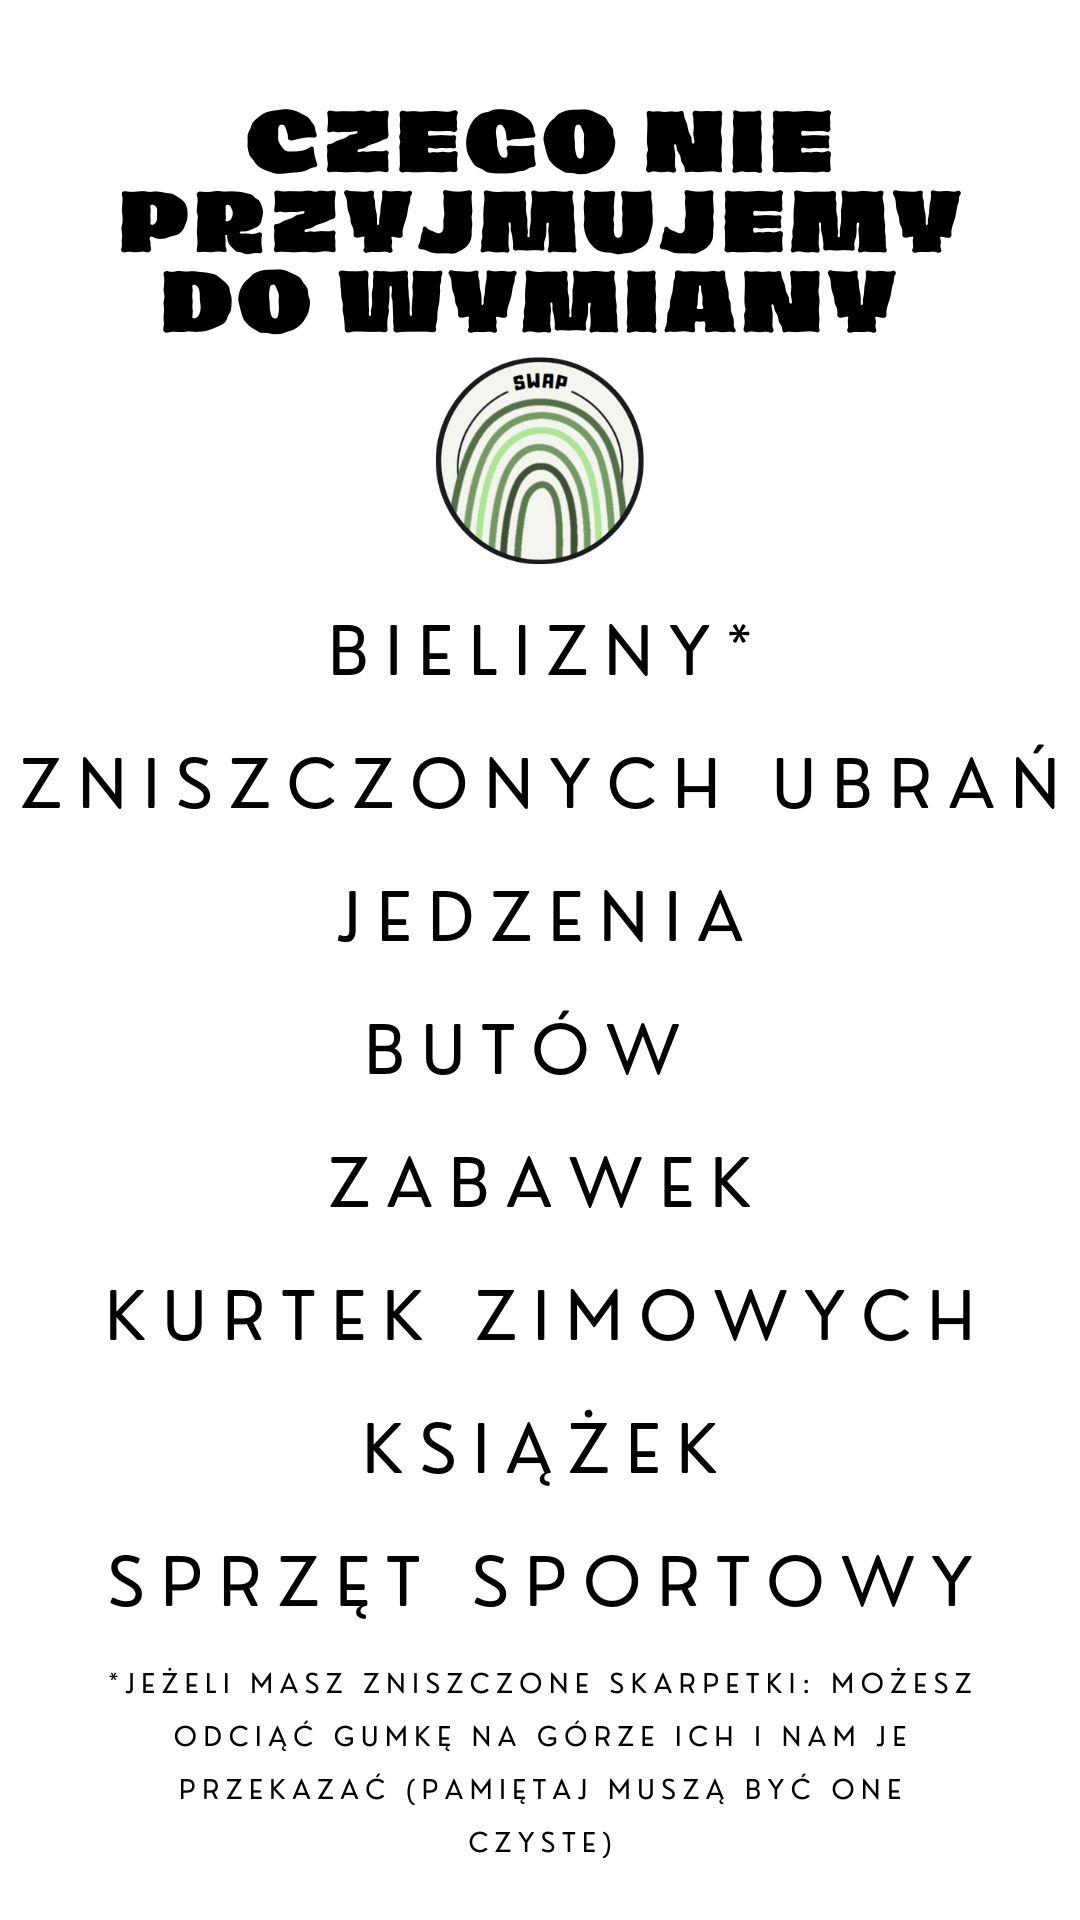 CZEGO NIE
PRZYJMUJEMY
DO WYMIANY
SWAP
BIELIZNY*
ZNISZCZONYCH UBRAŃ
JEDZENIA
BUTÓW
ZABAWEK
KURTEK ZIMOWYCH
KSIĄŻEK
SPRZĘT SPORTOWY
*JEŻELI MASZ ZNISZCZONE SKARPETKI: MOŻESZ
ODCIĄĆ GUMKĘ NA GÓRZE ICH I NAM JE
PRZEKAZAĆ (PAMIĘTAJ MUSZĄ BYĆ ONE
CZYSTE)